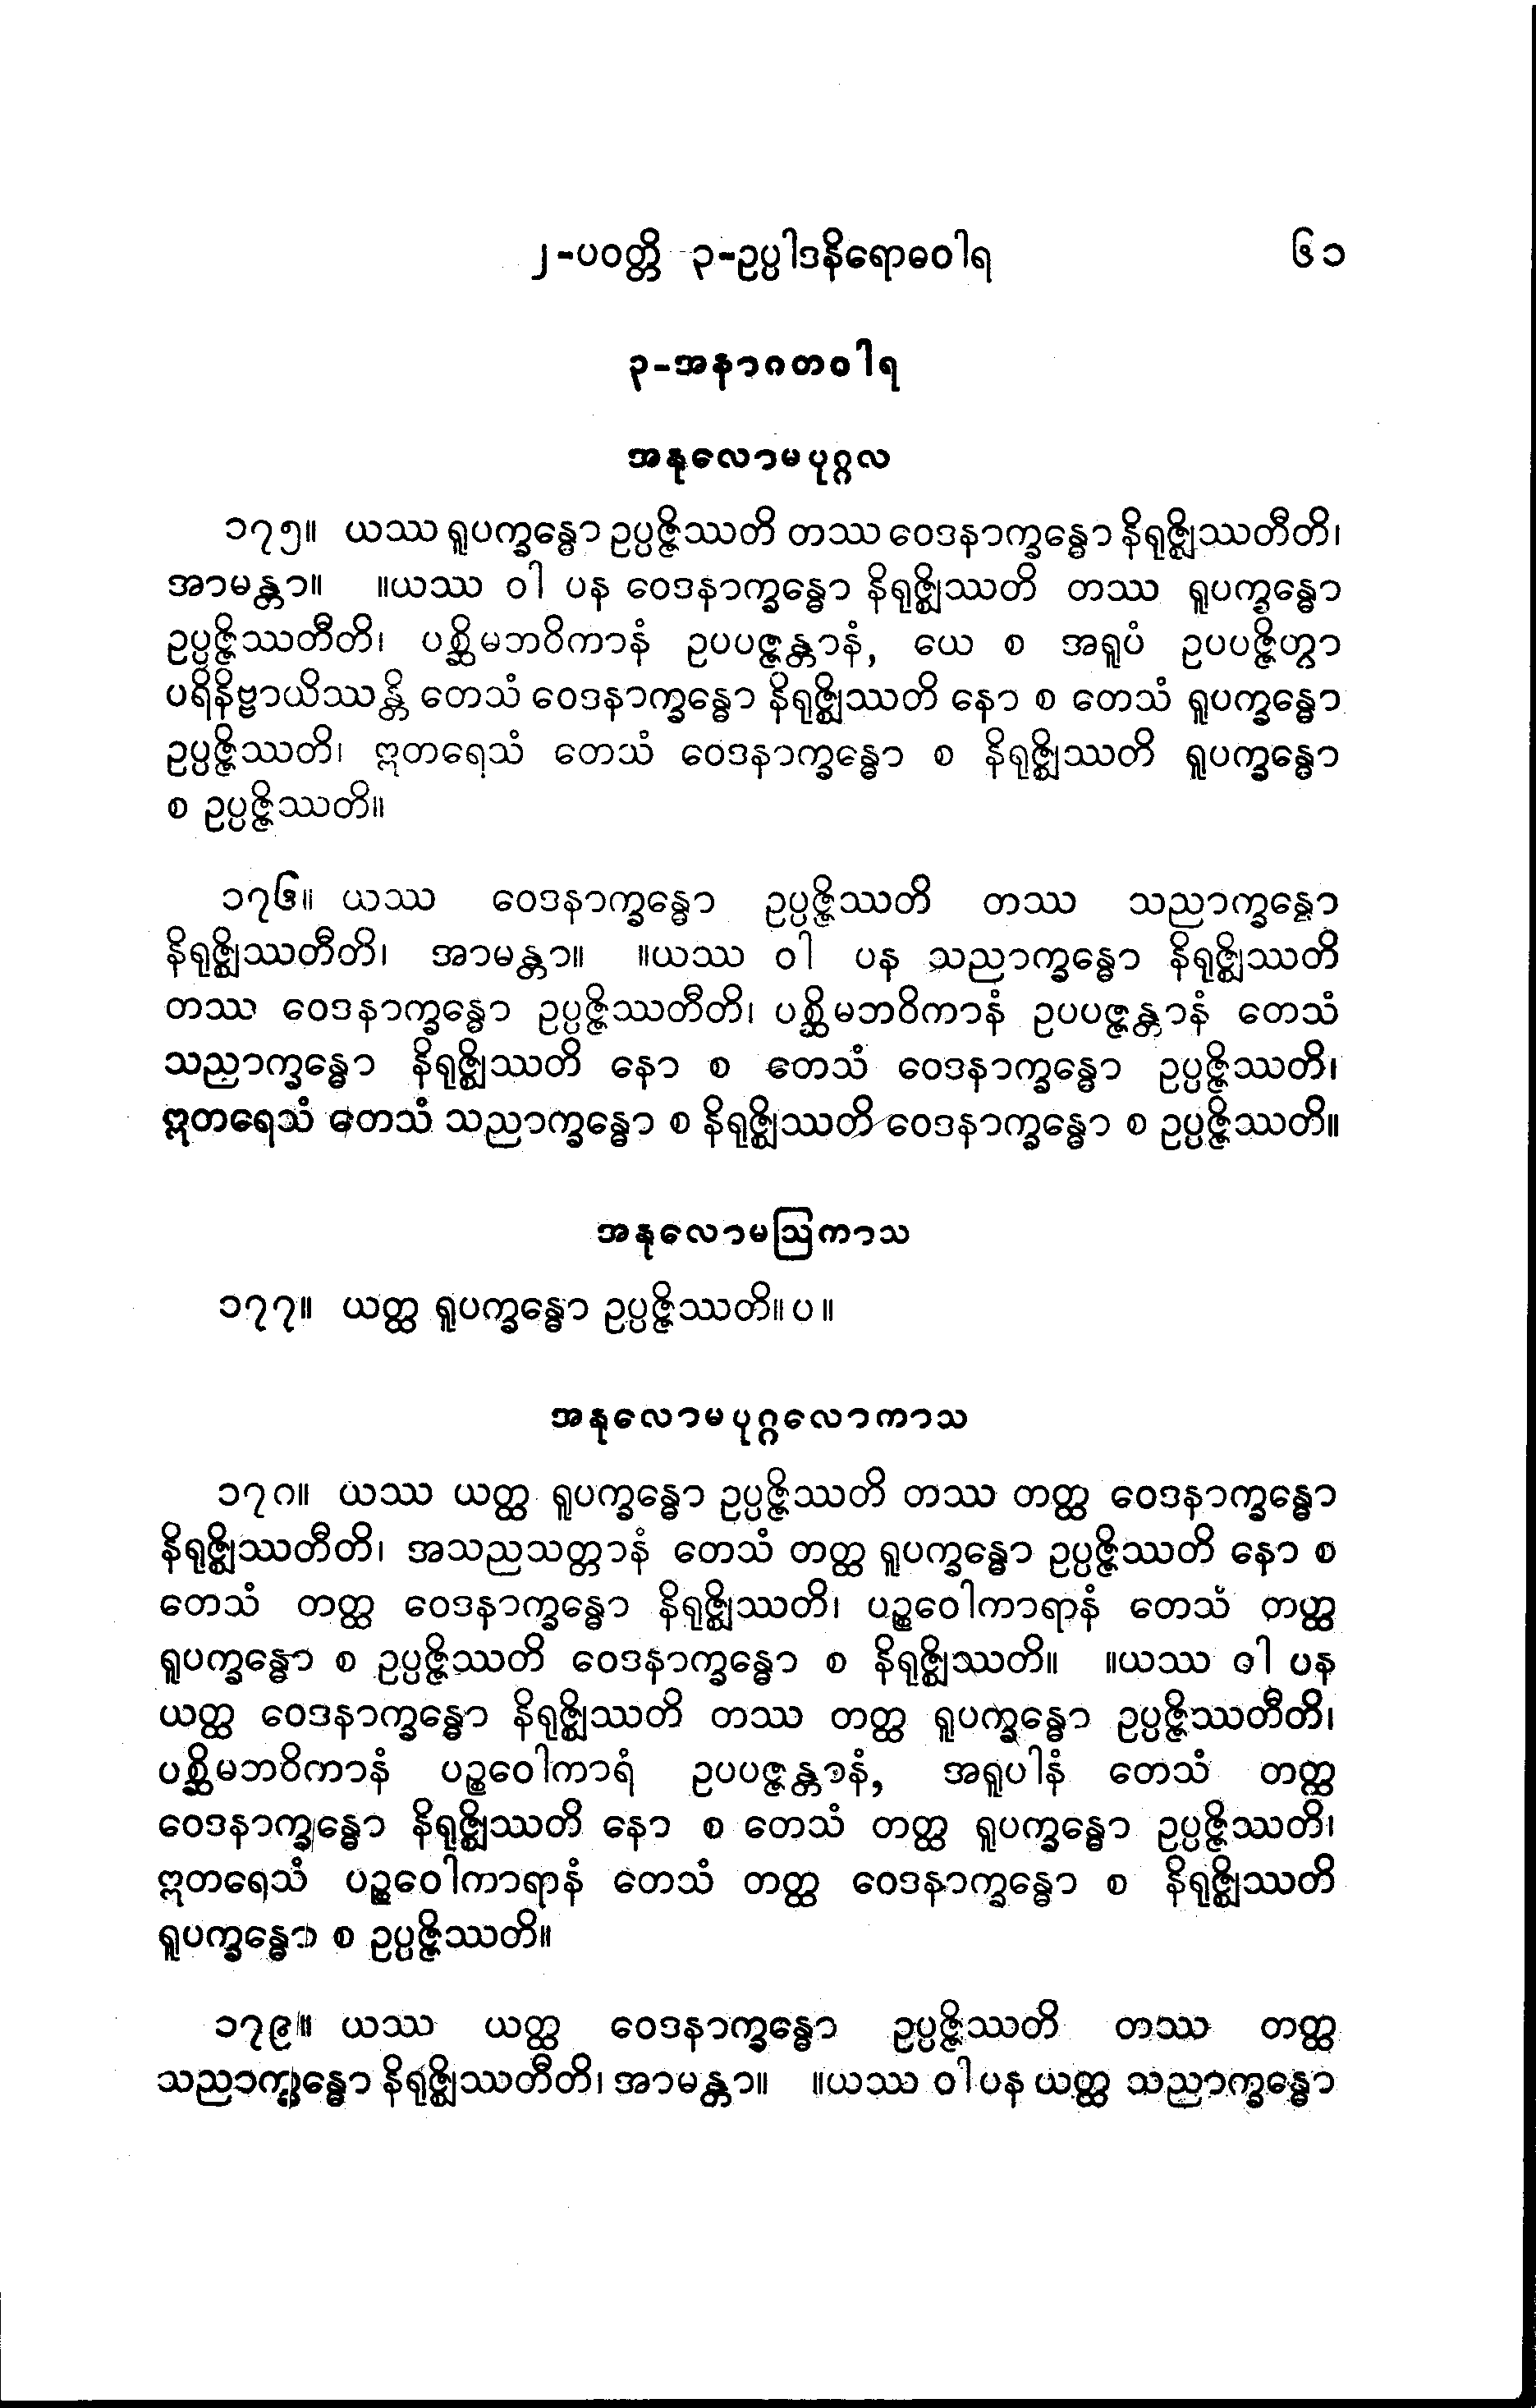 ၂-ပဝတ္တိ ၃-ဥပ္ပါဒနိရောဓဝါရ ၆၁
၃-အနာဂတဝါရ
အနုလောမပုဂ္ဂလ
၁၇၅။ ယဿ ရူပက္ခန္ဓော ဥပ္ပဇ္ဇိဿတိ တဿ ဝေဒနာက္ခန္ဓော နိရုဇ္ဈိဿတီတိ၊
အာမန္တာ။ ။ယဿ ဝါ ပန ဝေဒနာက္ခန္ဓော နိရုဇ္ဈိဿတိ တဿ ရူပက္ခန္ဓော
ဥပ္ပဇ္ဇိဿတီတိ၊ ပစ္ဆိမဘဝိကာနံ ဥပပဇ္ဇန္တာနံ, ယေ စ အရူပံ ဥပပဇ္ဇိတွာ
ပရိနိဗ္ဗာယိဿန္တိ တေသံ ဝေဒနာက္ခန္ဓော နိရုဇ္ဈိဿတိ နော စ တေသံ ရူပက္ခန္ဓော
ဥပ္ပဇ္ဇိဿတိ၊ ဣတရေသံ တေသံ ဝေဒနာက္ခန္ဓော စ နိရုဇ္ဈိဿတိ ရူပက္ခန္ဓော
စ ဥပ္ပဇ္ဇိဿတိ။
၁၇၆။ ယဿ ဝေဒနာက္ခန္ဓော ဥပ္ပဇ္ဇိဿတိ တဿ သညာက္ခန္ဓော
နိရုဇ္ဈိဿတီတိ၊ အာမန္တာ။ ။ယဿ ဝါ ပန သညာက္ခန္ဓော နိရုဇ္ဈိဿတိ
တဿ ဝေဒနာက္ခန္ဓော ဥပ္ပဇ္ဇိဿတီတိ၊ ပစ္ဆိမဘဝိကာနံ ဥပပဇ္ဇန္တာနံ တေသံ
သညာက္ခန္ဓော နိရုဇ္ဈိဿတိ နော စ တေသံ ဝေဒနာက္ခန္ဓော ဥပ္ပဇ္ဇိဿတိ၊
ဣတရေသံ တေသံ သညာက္ခန္ဓော စ နိရုဇ္ဈိဿတိ ဝေဒနာက္ခန္ဓော စ ဥပ္ပဇ္ဇိဿတိ။
အနုလောမဩကာသ
၁၇၇။ ယတ္ထ ရူပက္ခန္ဓော ဥပ္ပဇ္ဇိဿတိ။ပ။
အနုလောမပုဂ္ဂလောကာသ
၁၇၈။ ယဿ ယတ္ထ ရူပက္ခန္ဓော ဥပ္ပဇ္ဇိဿတိ တဿ တတ္ထ ဝေဒနာက္ခန္ဓော
နိရုဇ္ဈိဿတီတိ၊ အသညသတ္တာနံ တေသံ တတ္ထ ရူပက္ခန္ဓော ဥပ္ပဇ္ဇိဿတိ နော စ
တေသံ တတ္ထ ဝေဒနာက္ခန္ဓော နိရုဇ္ဈိဿတိ၊ ပဉ္စဝေါကာရာနံ တေသံ တတ္ထ
ရူပက္ခန္ဓော စ ဥပ္ပဇ္ဇိဿတိ ဝေဒနာက္ခန္ဓော စ နိရုဇ္ဈိဿတိ။ ။ယဿ ဝါ ပန
ယတ္ထ ဝေဒနာက္ခန္ဓော နိရုဇ္ဈိဿတိ တဿ တတ္ထ ရူပက္ခန္ဓော ဥပ္ပဇ္ဇိဿတီတိ၊
ပစ္ဆိမဘဝိကာနံ ပဉ္စဝေါကာရံ ဥပပဇ္ဇန္တာနံ, အရူပါနံ တေသံ တတ္ထ
ဝေဒနာက္ခန္ဓော နိရုဇ္ဈိဿတိ နော စ တေသံ တတ္ထ ရူပက္ခန္ဓော ဥပ္ပဇ္ဇိဿတိ၊
ဣတရေသံ ပဉ္စဝေါကာရာနံ တေသံ တတ္ထ ဝေဒနာက္ခန္ဓော စ နိရုဇ္ဈိဿတိ
ရူပက္ခန္ဓော စ ဥပ္ပဇ္ဇိဿတိ။
၁၇၉။ ယဿ ယတ္ထ ဝေဒနာက္ခန္ဓော ဥပ္ပဇ္ဇိဿတိ တဿ တတ္ထ
သညာက္ခန္ဓော နိရုဇ္ဈိဿတီတိ၊ အာမန္တာ။ ။ယဿ ဝါ ပန ယတ္ထ သညာက္ခန္ဓော